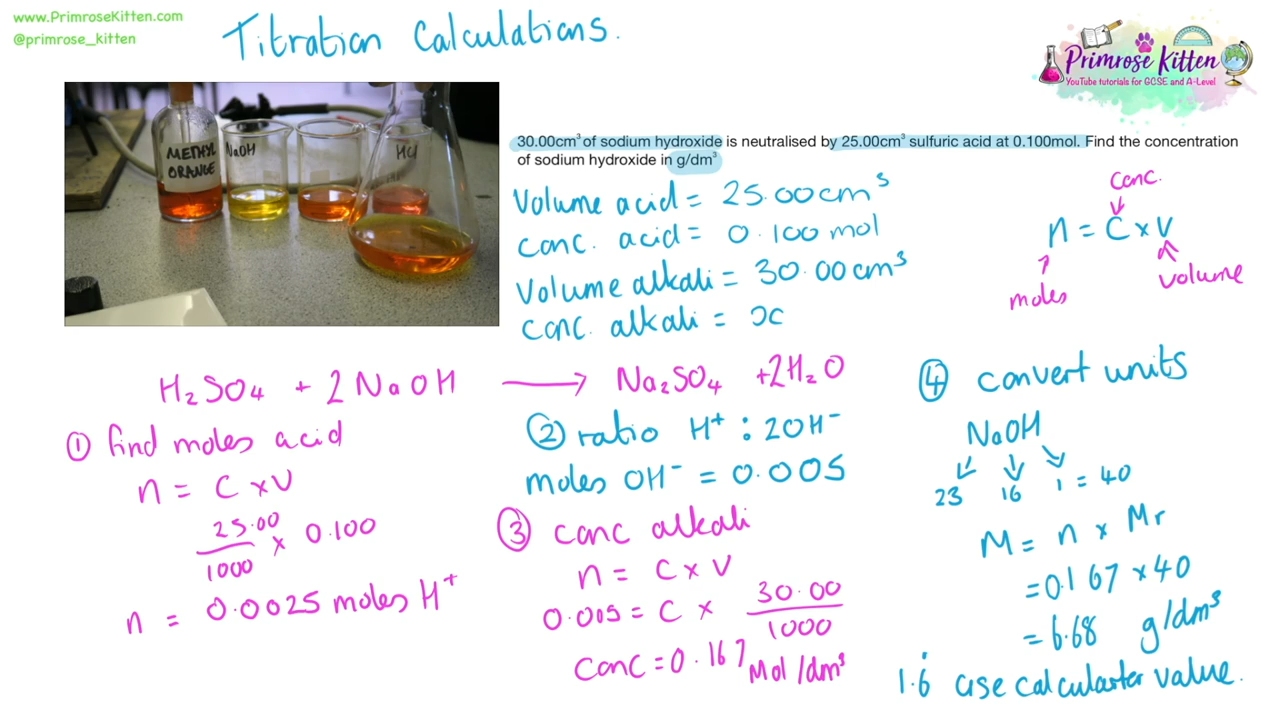 www.PrimroseKitten.com
@primrose_kitten
Titration Calculations.
Primrose Kitten
YouTube tutorials for GCSE and A-Level
METHYL
ORANGE
NaOH
HCl
30.00cm³ of sodium hydroxide is neutralised by 25.00cm³ sulfuric acid at 0.100mol. Find the concentration
of sodium hydroxide in g/dm³
Volume acid = 25.00cm³
conc. acid = 0.100 mol
Volume alkali = 30.00cm³
conc. alkali = x
conc.
n = C x V
moles
volume
H₂SO₄ + 2NaOH → Na₂SO₄ + 2H₂O
① find moles acid
n = C x V
25.00
1000
x 0.100
n = 0.0025 moles H⁺
② ratio H⁺ : 2OH⁻
moles OH⁻ = 0.005
③ conc alkali
n = C x V
0.005 = C x 30.00
1000
Conc = 0.167 Mol/dm³
④ convert units
NaOH
23 16 1 = 40
M = n x Mr
= 0.167 x 40
= 6.68 g/dm³
1.6̇ use calculator value.